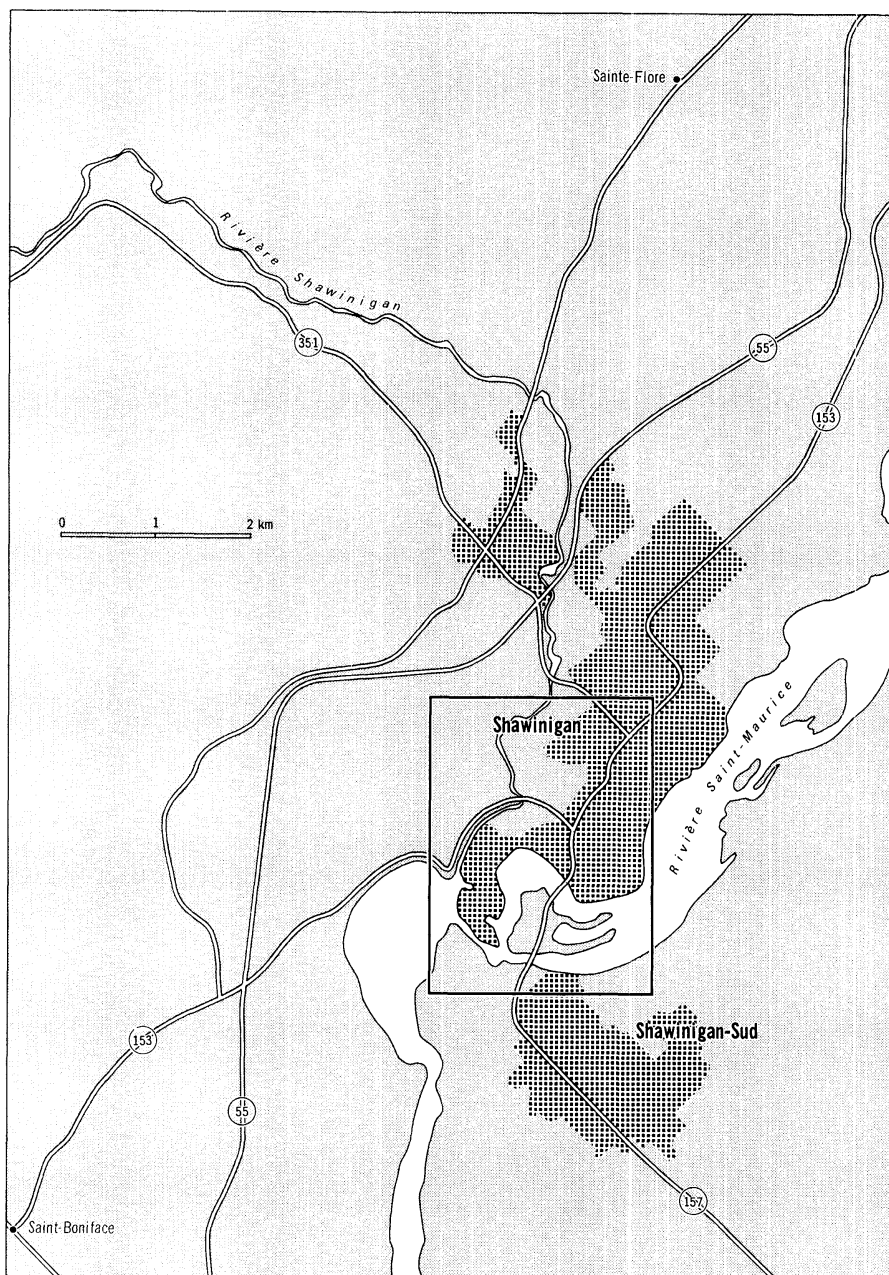 Sainte-Flore
Rivière Shawinigan
351
55
153
0 1 2 km
Shawinigan
Rivière Saint-Maurice
Shawinigan-Sud
153
55
157
Saint-Boniface